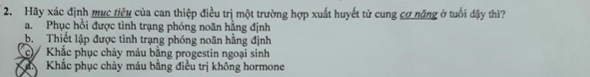 2. Hãy xác định mục tiêu của can thiệp điều trị một trường hợp xuất huyết tử cung cơ năng ở tuổi dậy thì?
a. Phục hồi được tình trạng phóng noãn hằng định
b. Thiết lập được tình trạng phóng noãn hằng định
c. Khắc phục chảy máu bằng progestin ngoại sinh
d. Khắc phục chảy máu bằng điều trị không hormone